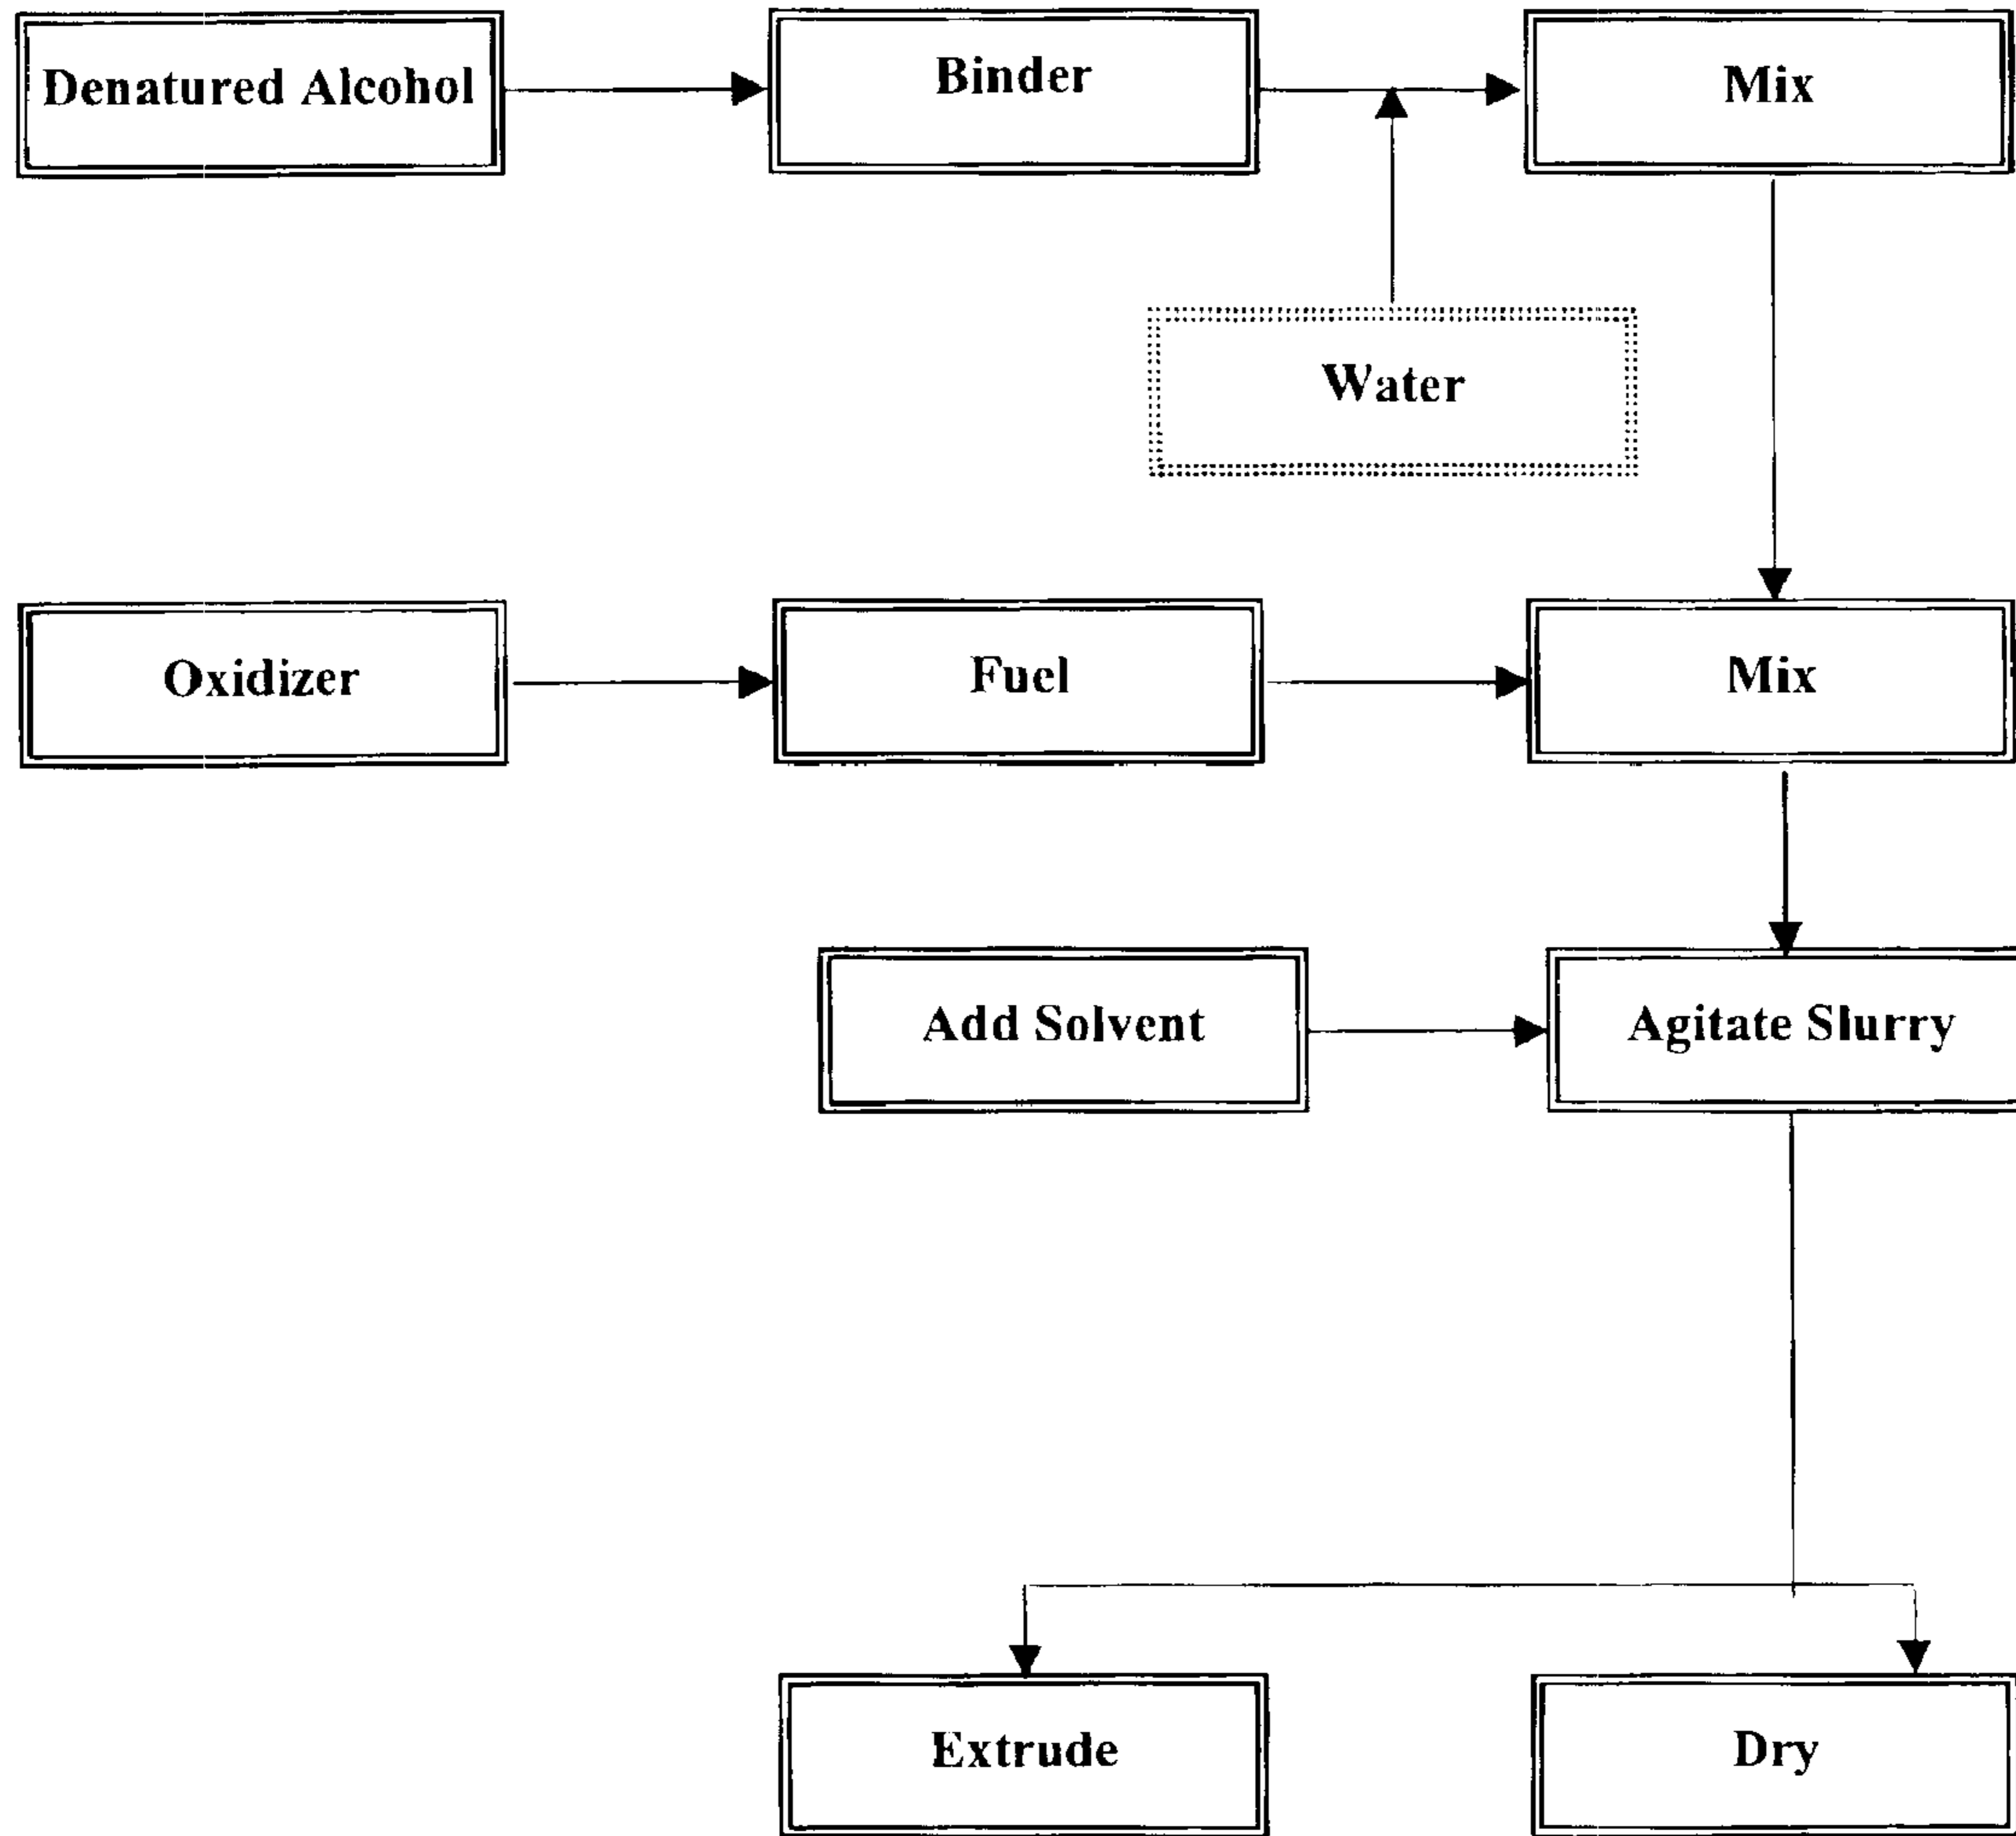 Denatured Alcohol
Binder
Mix
Water
Oxidizer
Fuel
Mix
Add Solvent
Agitate Slurry
Extrude
Dry